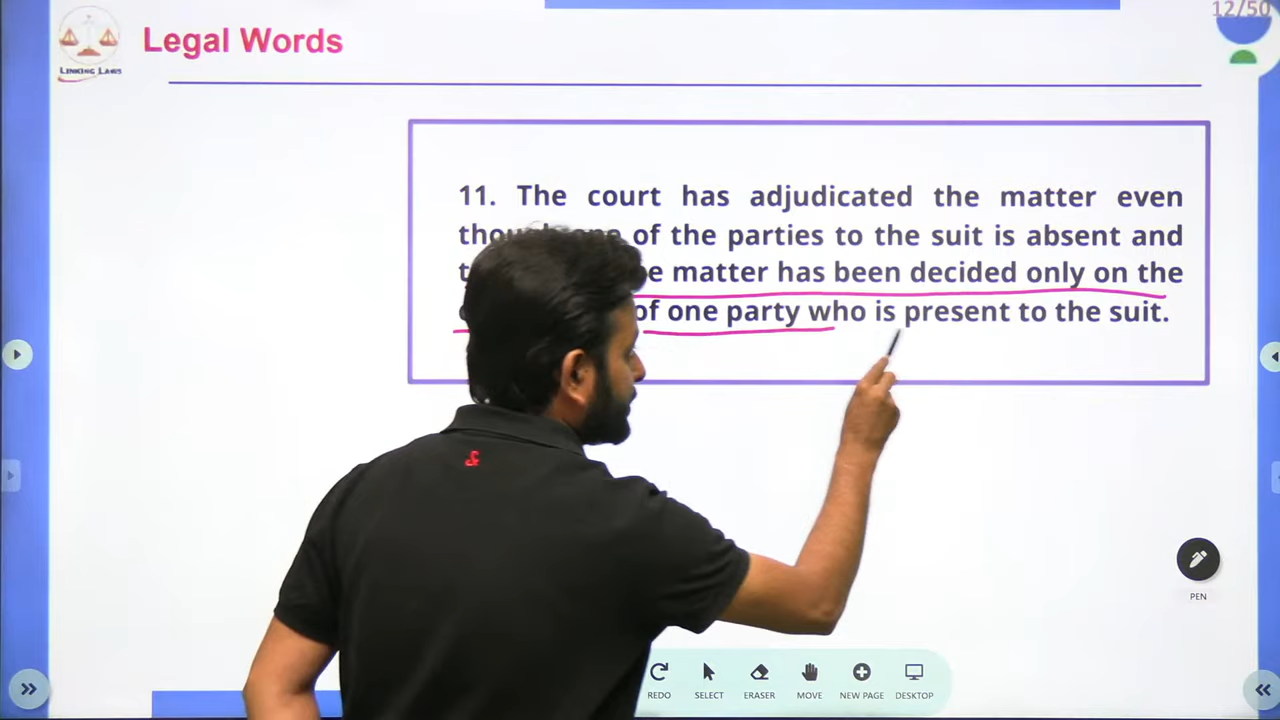 12/50
Legal Words
LINKING LAWS
11. The court has adjudicated the matter even
of the parties to the suit is absent and
matter has been decided only on the
of one party who is present to the suit.
PEN
REDO
SELECT
ERASER
MOVE
NEW PAGE
DESKTOP